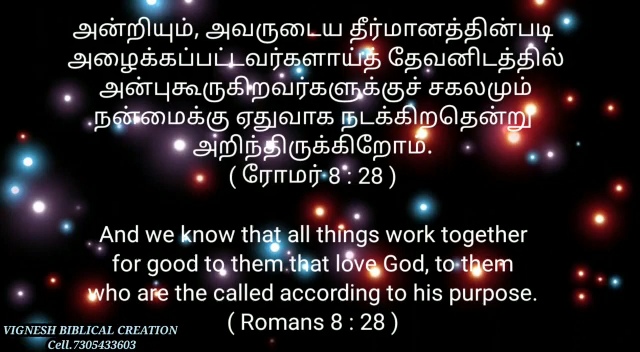 அன்றியும், அவருடைய தீர்மானத்தின்படி
அழைக்கப்பட்டவர்களாய்த் தேவனிடத்தில்
அன்புகூருகிறவர்களுக்குச் சகலமும்
நன்மைக்கு ஏதுவாக நடக்கிறதென்று
அறிந்திருக்கிறோம்.
( ரோமர் 8 : 28 )
And we know that all things work together
for good to them that love God, to them
who are the called according to his purpose.
( Romans 8 : 28 )
VIGNESH BIBLICAL CREATION
Cell.7305433603